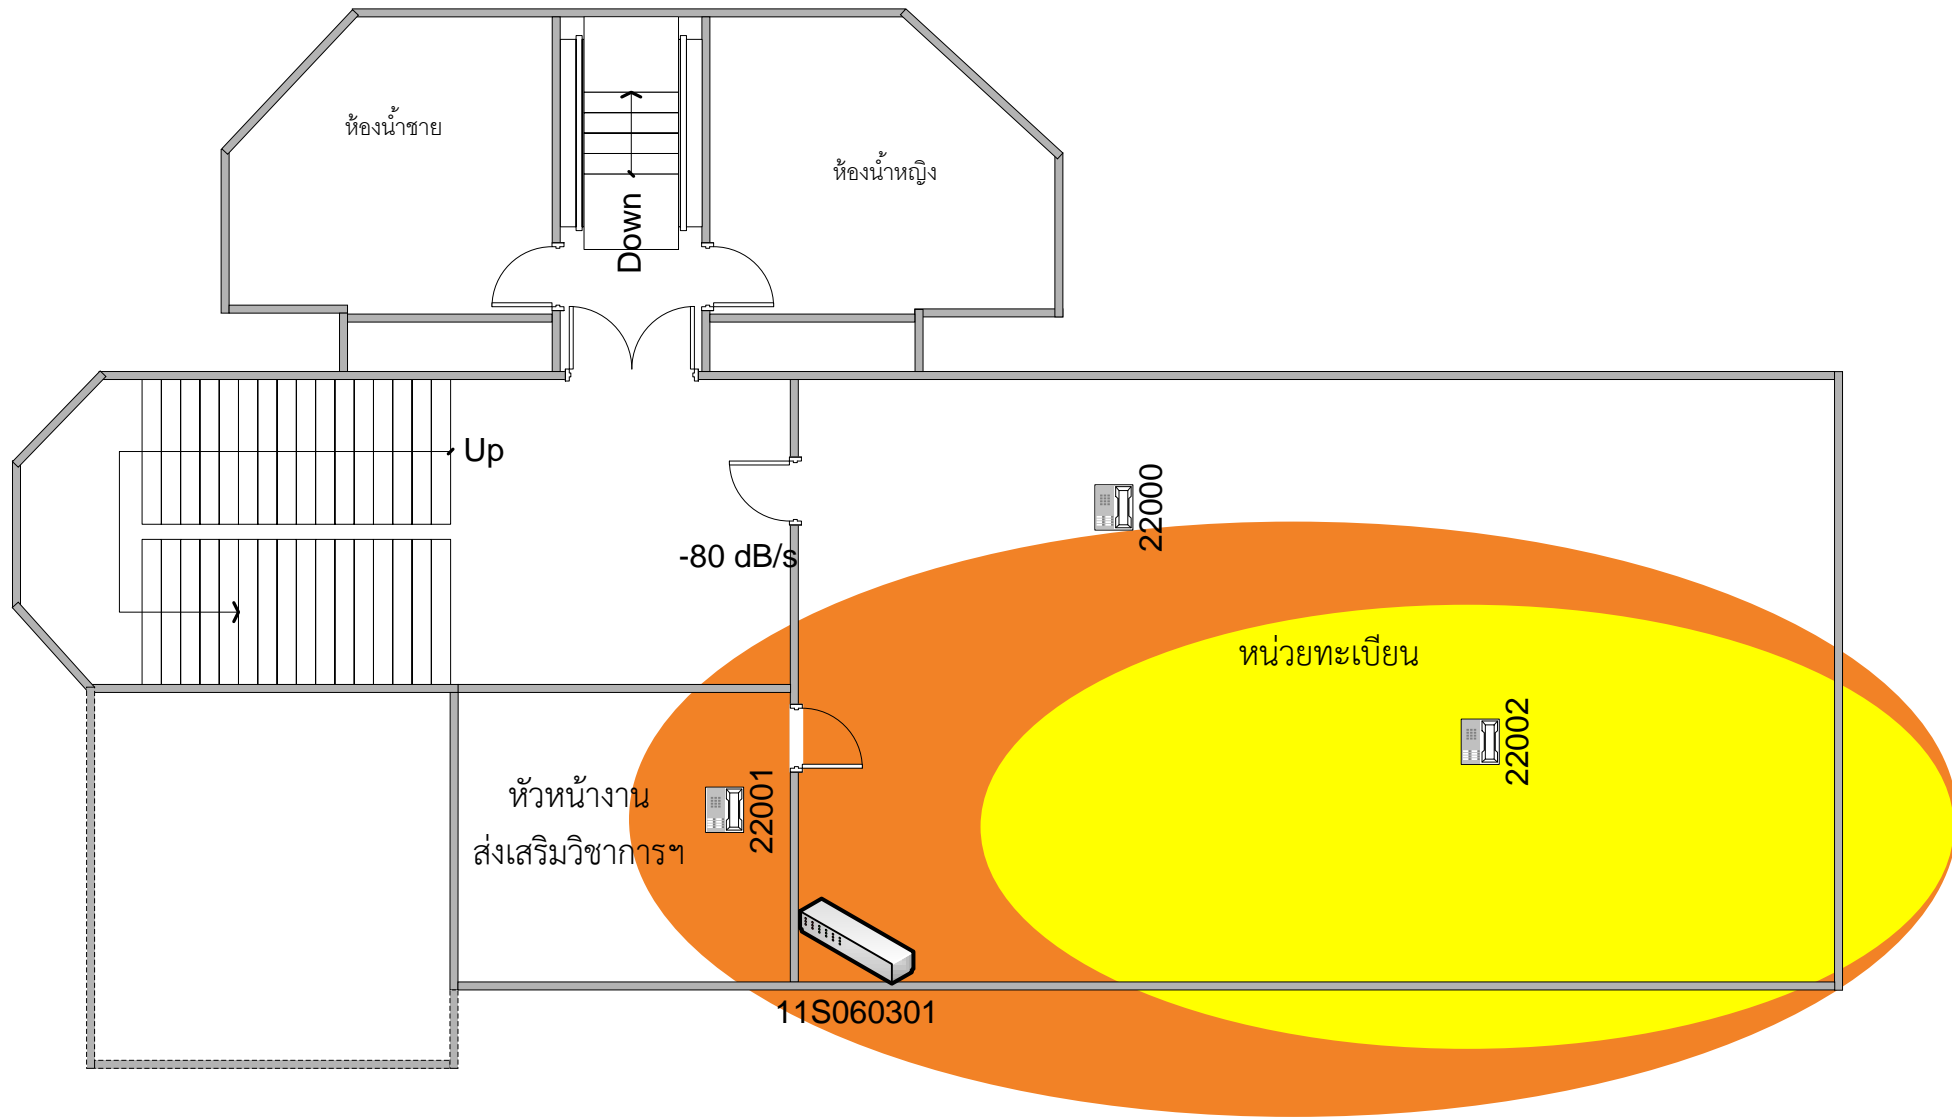 ห้องน้ำชาย
ห้องน้ำหญิง
Down
Up
22000
-80 dB/s
หน่วยทะเบียน
22002
หัวหน้างาน
ส่งเสริมวิชาการฯ
22001
11S060301